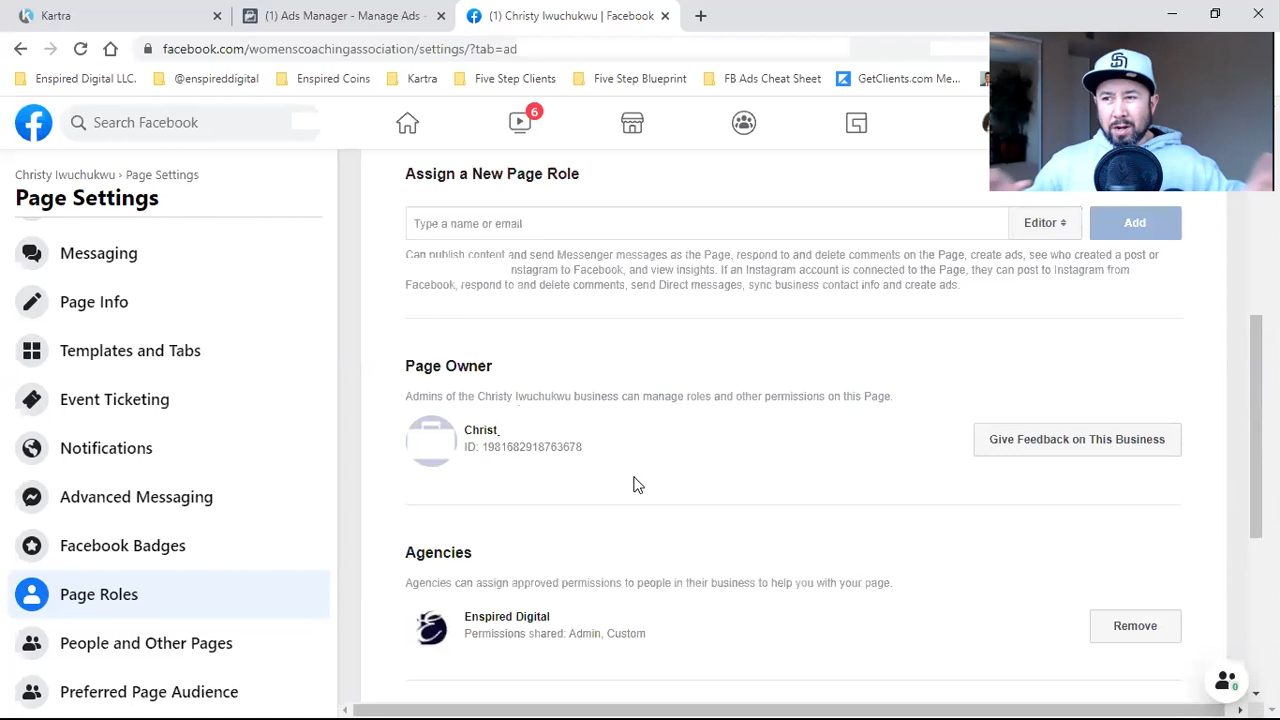 Kartra
(1) Ads Manager - Manage Ads -
(1) Christy Iwuchukwu | Facebook
facebook.com/womenscoachingassociation/settings/?tab=ad
Enspired Digital LLC.
@enspireddigital
Enspired Coins
Kartra
Five Step Clients
Five Step Blueprint
FB Ads Cheat Sheet
GetClients.com Me...
Search Facebook
6
SD
Christy Iwuchukwu › Page Settings
Page Settings
Messaging
Page Info
Templates and Tabs
Event Ticketing
Notifications
Advanced Messaging
Facebook Badges
Page Roles
People and Other Pages
Preferred Page Audience
Assign a New Page Role
Type a name or email
Editor
Add
Can publish content and send Messenger messages as the Page, respond to and delete comments on the Page, create ads, see who created a post or
nstagram to Facebook, and view insights. If an Instagram account is connected to the Page, they can post to Instagram from
Facebook, respond to and delete comments, send Direct messages, sync business contact info and create ads.
Page Owner
Admins of the Christy Iwuchukwu business can manage roles and other permissions on this Page.
Christ
ID: 1981682918763678
Give Feedback on This Business
Agencies
Agencies can assign approved permissions to people in their business to help you with your page.
Enspired Digital
Permissions shared: Admin, Custom
Remove
0